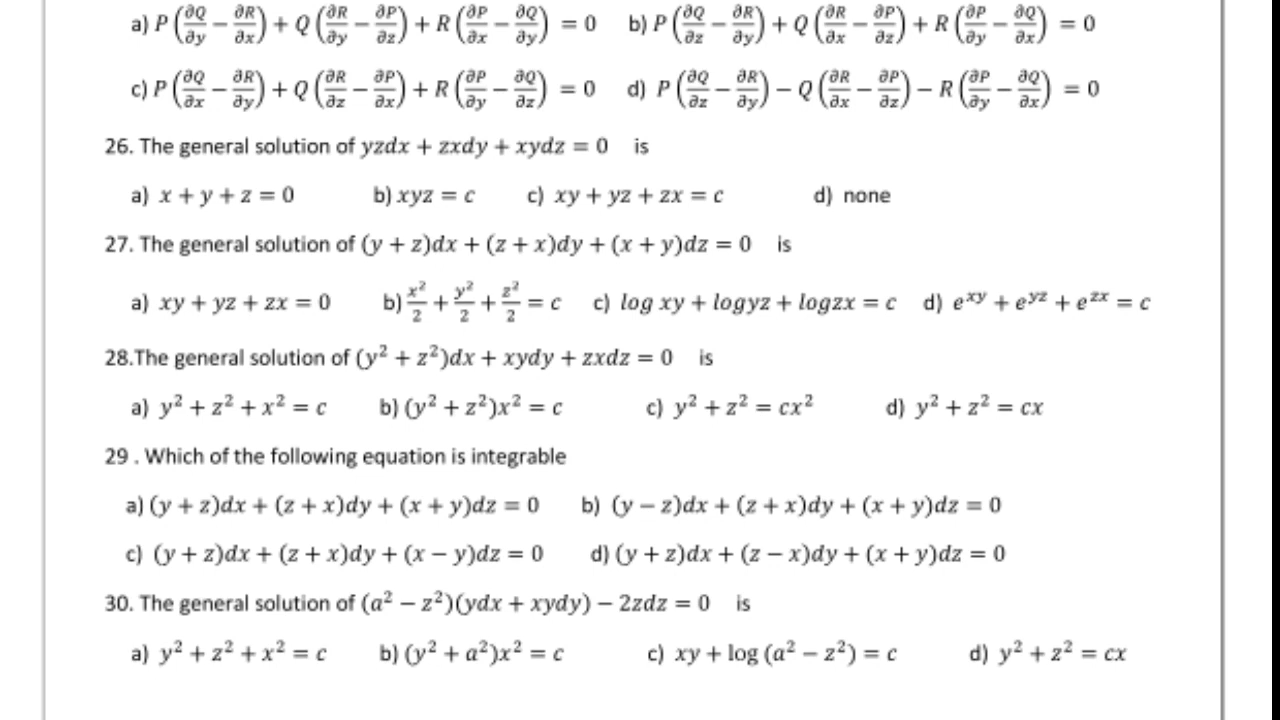 a) P (∂Q/∂y − ∂R/∂x) + Q (∂R/∂y − ∂P/∂z) + R (∂P/∂x − ∂Q/∂y) = 0 b) P (∂Q/∂z − ∂R/∂y) + Q (∂R/∂x − ∂P/∂z) + R (∂P/∂y − ∂Q/∂x) = 0
c) P (∂Q/∂x − ∂R/∂y) + Q (∂R/∂z − ∂P/∂x) + R (∂P/∂y − ∂Q/∂z) = 0 d) P (∂Q/∂z − ∂R/∂y) − Q (∂R/∂x − ∂P/∂z) − R (∂P/∂y − ∂Q/∂x) = 0
26. The general solution of yzdx + zxdy + xydz = 0 is
a) x + y + z = 0 b) xyz = c c) xy + yz + zx = c d) none
27. The general solution of (y + z)dx + (z + x)dy + (x + y)dz = 0 is
a) xy + yz + zx = 0 b) x²/2 + y²/2 + z²/2 = c c) log xy + logyz + logzx = c d) e^xy + e^yz + e^zx = c
28.The general solution of (y² + z²)dx + xydy + zxdz = 0 is
a) y² + z² + x² = c b) (y² + z²)x² = c c) y² + z² = cx² d) y² + z² = cx
29 . Which of the following equation is integrable
a) (y + z)dx + (z + x)dy + (x + y)dz = 0 b) (y − z)dx + (z + x)dy + (x + y)dz = 0
c) (y + z)dx + (z + x)dy + (x − y)dz = 0 d) (y + z)dx + (z − x)dy + (x + y)dz = 0
30. The general solution of (a² − z²)(ydx + xydy) − 2zdz = 0 is
a) y² + z² + x² = c b) (y² + a²)x² = c c) xy + log (a² − z²) = c d) y² + z² = cx